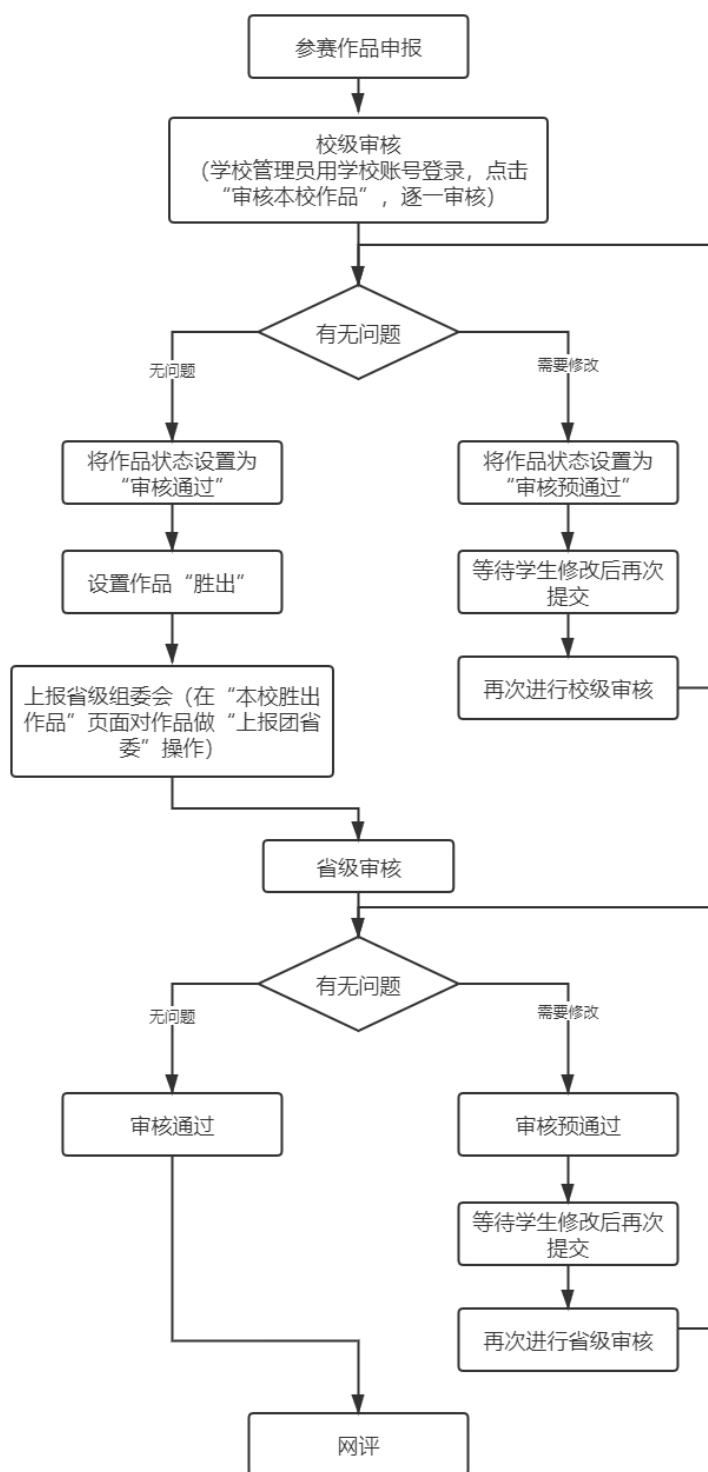 参赛作品申报
校级审核
（学校管理员用学校账号登录，点击
“审核本校作品”，逐一审核）
有无问题
无问题
需要修改
将作品状态设置为
“审核通过”
将作品状态设置为
“审核预通过”
设置作品“胜出”
等待学生修改后再次
提交
上报省级组委会（在“本校胜出
作品”页面对作品做“上报团省
委”操作）
再次进行校级审核
省级审核
有无问题
无问题
需要修改
审核通过
审核预通过
等待学生修改后再次
提交
再次进行省级审核
网评